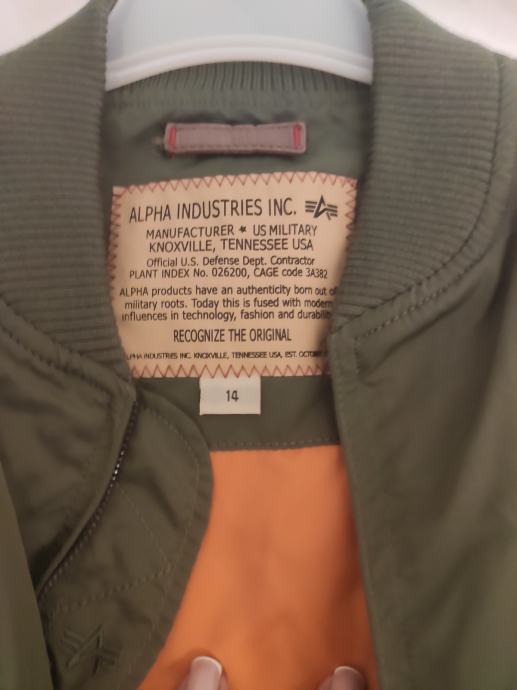 ALPHA INDUSTRIES INC.
MANUFACTURER ★ US MILITARY
KNOXVILLE, TENNESSEE USA
Official U.S. Defense Dept. Contractor
PLANT INDEX No. 026200, CAGE code 3A382
ALPHA products have an authenticity born out of
military roots. Today this is fused with modern
influences in technology, fashion and
RECOGNIZE THE ORIGINAL
INDUSTRIES INC. KNOXVILLE, TENNESSEE USA, EST.
14